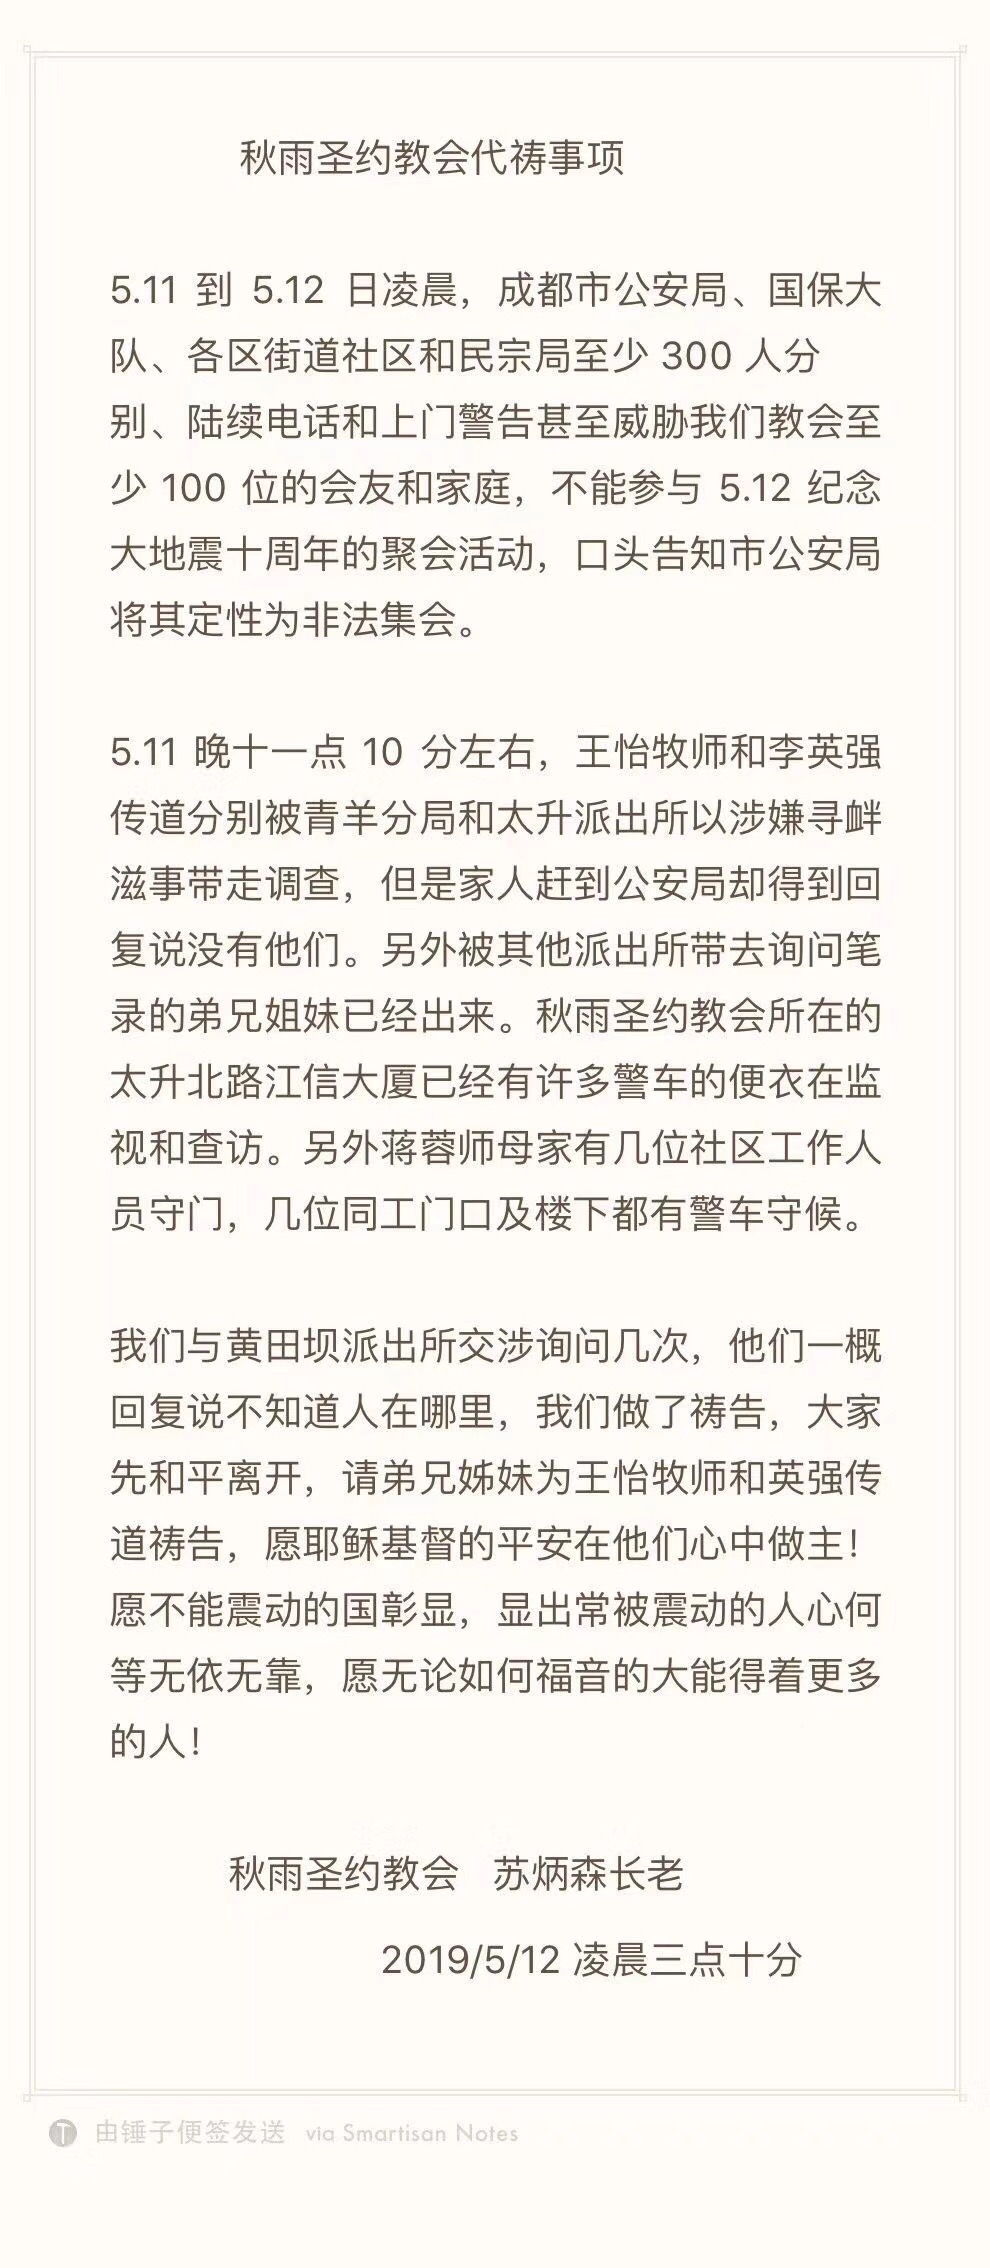 秋雨圣约教会代祷事项
5.11 到 5.12 日凌晨，成都市公安局、国保大
队、各区街道社区和民宗局至少 300 人分
别、陆续电话和上门警告甚至威胁我们教会至
少 100 位的会友和家庭，不能参与 5.12 纪念
大地震十周年的聚会活动，口头告知市公安局
将其定性为非法集会。
5.11 晚十一点 10 分左右，王怡牧师和李英强
传道分别被青羊分局和太升派出所以涉嫌寻衅
滋事带走调查，但是家人赶到公安局却得到回
复说没有他们。另外被其他派出所带去询问笔
录的弟兄姐妹已经出来。秋雨圣约教会所在的
太升北路江信大厦已经有许多警车的便衣在监
视和查访。另外蒋蓉师母家有几位社区工作人
员守门，几位同工门口及楼下都有警车守候。
我们与黄田坝派出所交涉询问几次，他们一概
回复说不知道人在哪里，我们做了祷告，大家
先和平离开，请弟兄姊妹为王怡牧师和英强传
道祷告，愿耶稣基督的平安在他们心中做主！
愿不能震动的国彰显，显出常被震动的人心何
等无依无靠，愿无论如何福音的大能得着更多
的人！
秋雨圣约教会 苏炳森长老
2019/5/12 凌晨三点十分
由锤子便签发送 via Smartisan Notes